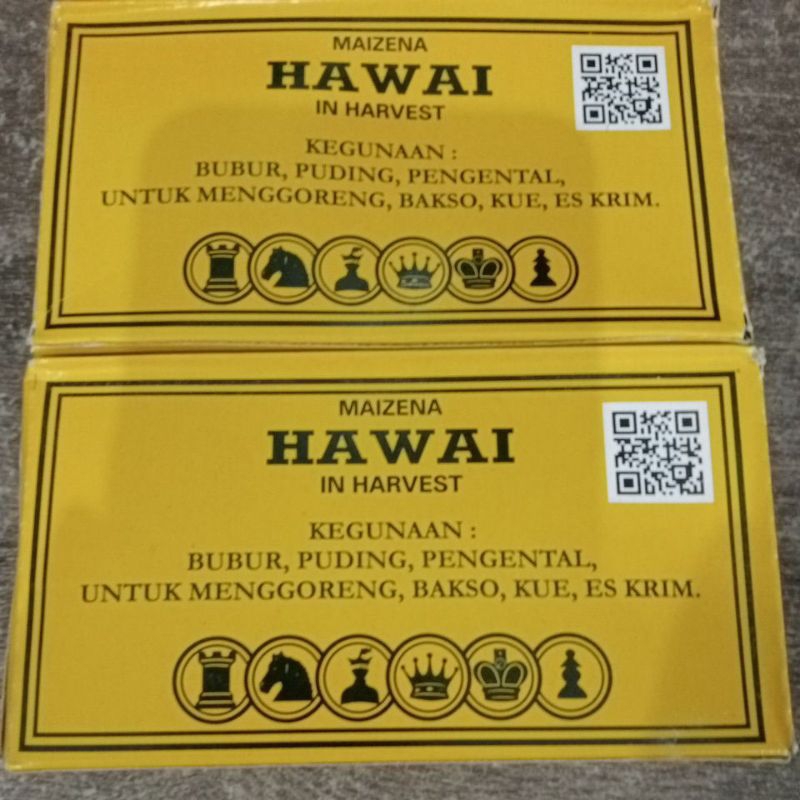 MAIZENA
HAWAI
IN HARVEST
KEGUNAAN :
BUBUR, PUDING, PENGENTAL,
UNTUK MENGGORENG, BAKSO, KUE, ES KRIM.
MAIZENA
HAWAI
IN HARVEST
KEGUNAAN :
BUBUR, PUDING, PENGENTAL,
UNTUK MENGGORENG, BAKSO, KUE, ES KRIM.